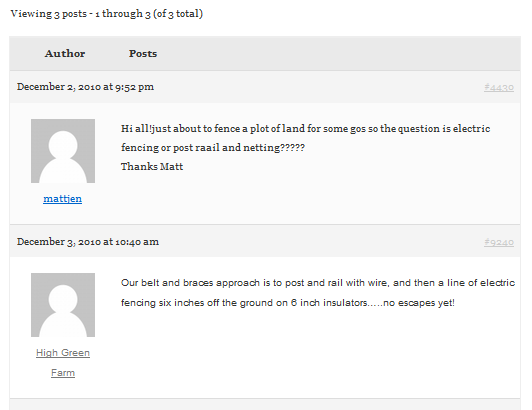 Viewing 3 posts - 1 through 3 (of 3 total)
Author Posts
December 2, 2010 at 9:52 pm #4430
Hi all!just about to fence a plot of land for some gos so the question is electric
fencing or post raail and netting?????
Thanks Matt
mattjen
December 3, 2010 at 10:40 am #9240
Our belt and braces approach is to post and rail with wire, and then a line of electric
fencing six inches off the ground on 6 inch insulators.....no escapes yet!
High Green
Farm